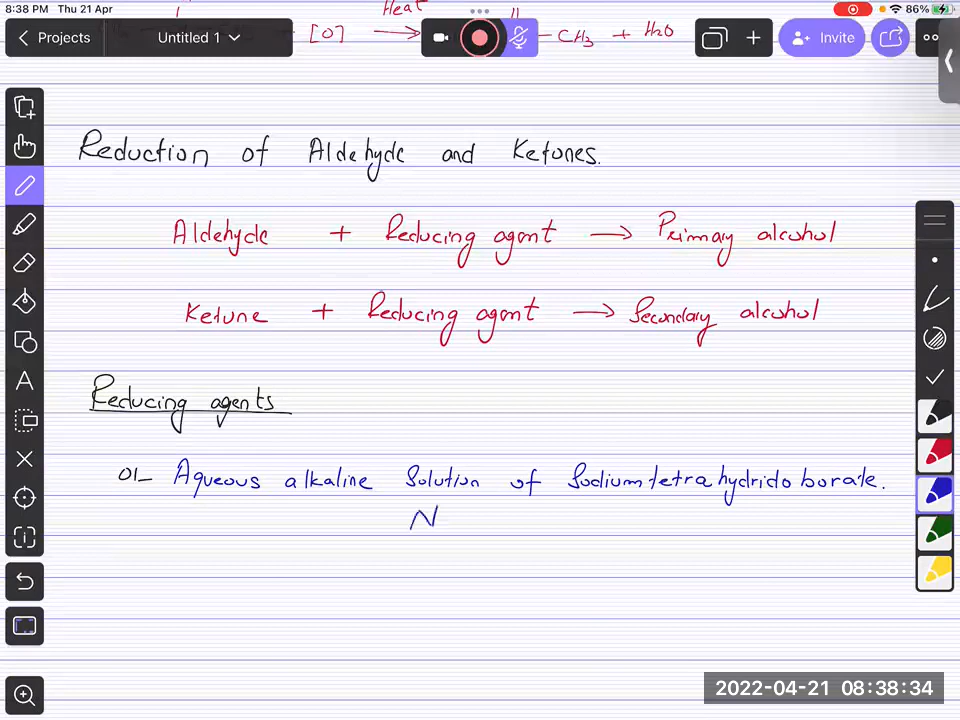 8:38 PM Thu 21 Apr
86%
Heat
Projects
Untitled 1
[O]
CH3 + H2O
Invite
Reduction of Aldehyde and Ketones.
Aldehyde + Reducing agent → Primary alcohol
Ketone + Reducing agent → Secondary alcohol
Reducing agents
01_ Aqueous alkaline Solution of Sodiumtetrahydrido borate.
N
2022-04-21 08:38:34